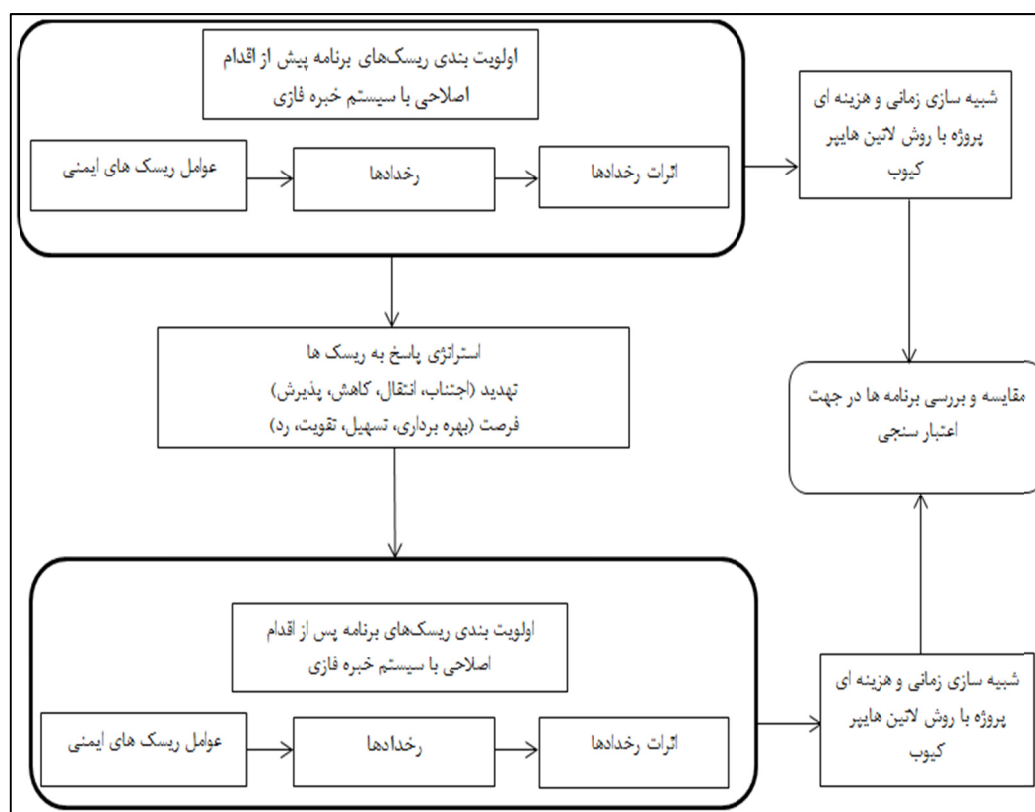 اولویت بندی ریسک‌های برنامه پیش از اقدام
اصلاحی با سیستم خبره فازی
عوامل ریسک های ایمنی
رخدادها
اثرات رخدادها
شبیه سازی زمانی و هزینه ای
پروژه با روش لاتین هایپر
کیوب
استراتژی پاسخ به ریسک ها
تهدید (اجتناب، انتقال، کاهش، پذیرش)
فرصت (بهره برداری، تسهیل، تقویت، رد)
مقایسه و بررسی برنامه ها در جهت
اعتبار سنجی
اولویت بندی ریسک‌های برنامه پس از اقدام
اصلاحی با سیستم خبره فازی
عوامل ریسک های ایمنی
رخدادها
اثرات رخدادها
شبیه سازی زمانی و هزینه ای
پروژه با روش لاتین هایپر
کیوب